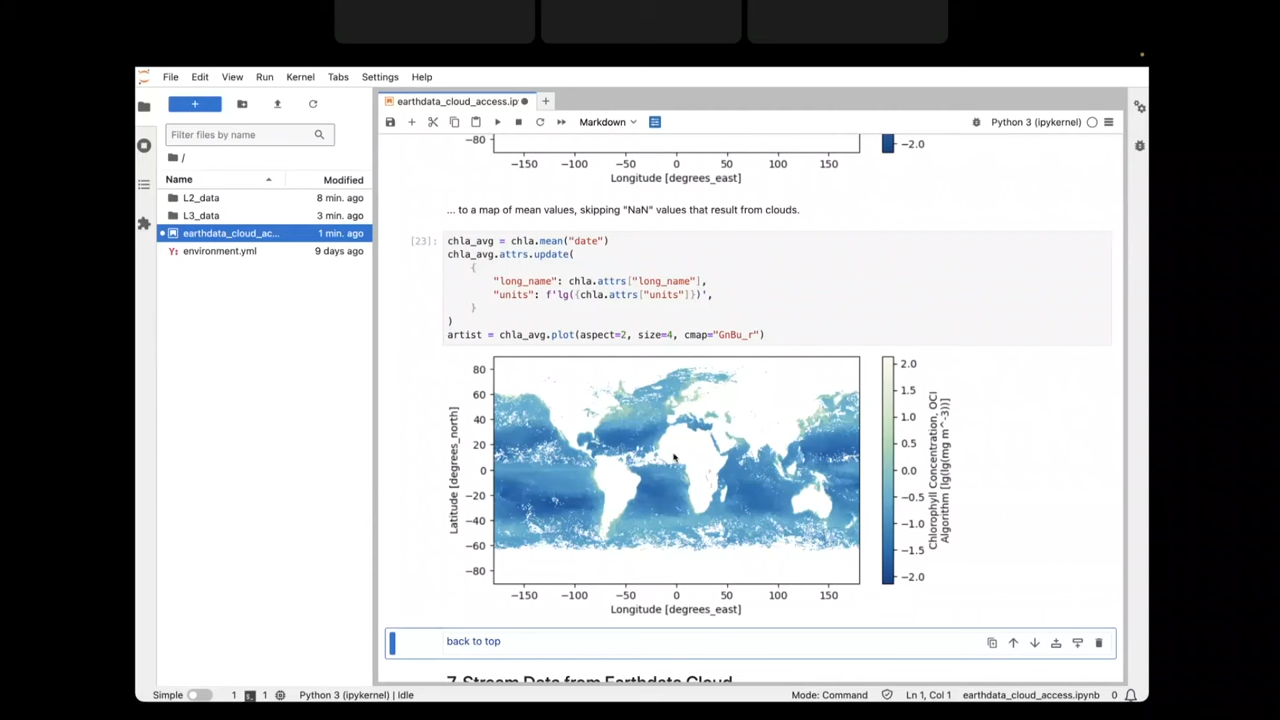 File Edit View Run Kernel Tabs Settings Help
Filter files by name
/
Name Modified
L2_data 8 min. ago
L3_data 3 min. ago
earthdata_cloud_ac... 1 min. ago
Y: environment.yml 9 days ago
earthdata_cloud_access.ip
Markdown
Python 3 (ipykernel)
−80
−2.0
−150 −100 −50 0 50 100 150
Longitude [degrees_east]
... to a map of mean values, skipping "NaN" values that result from clouds.
[23]:
chla_avg = chla.mean("date")
chla_avg.attrs.update(
{
"long_name": chla.attrs["long_name"],
"units": f'lg({chla.attrs["units"]})',
}
)
artist = chla_avg.plot(aspect=2, size=4, cmap="GnBu_r")
80
60
40
20
0
−20
−40
−60
−80
Latitude [degrees_north]
−150 −100 −50 0 50 100 150
Longitude [degrees_east]
2.0
1.5
1.0
0.5
0.0
−0.5
−1.0
−1.5
−2.0
Chlorophyll Concentration, OCI
Algorithm [lg(lg(mg m^-3))]
back to top
7. Stream Data from Earthdata Cloud
Simple 1 1 Python 3 (ipykernel) | Idle Mode: Command Ln 1, Col 1 earthdata_cloud_access.ipynb 0